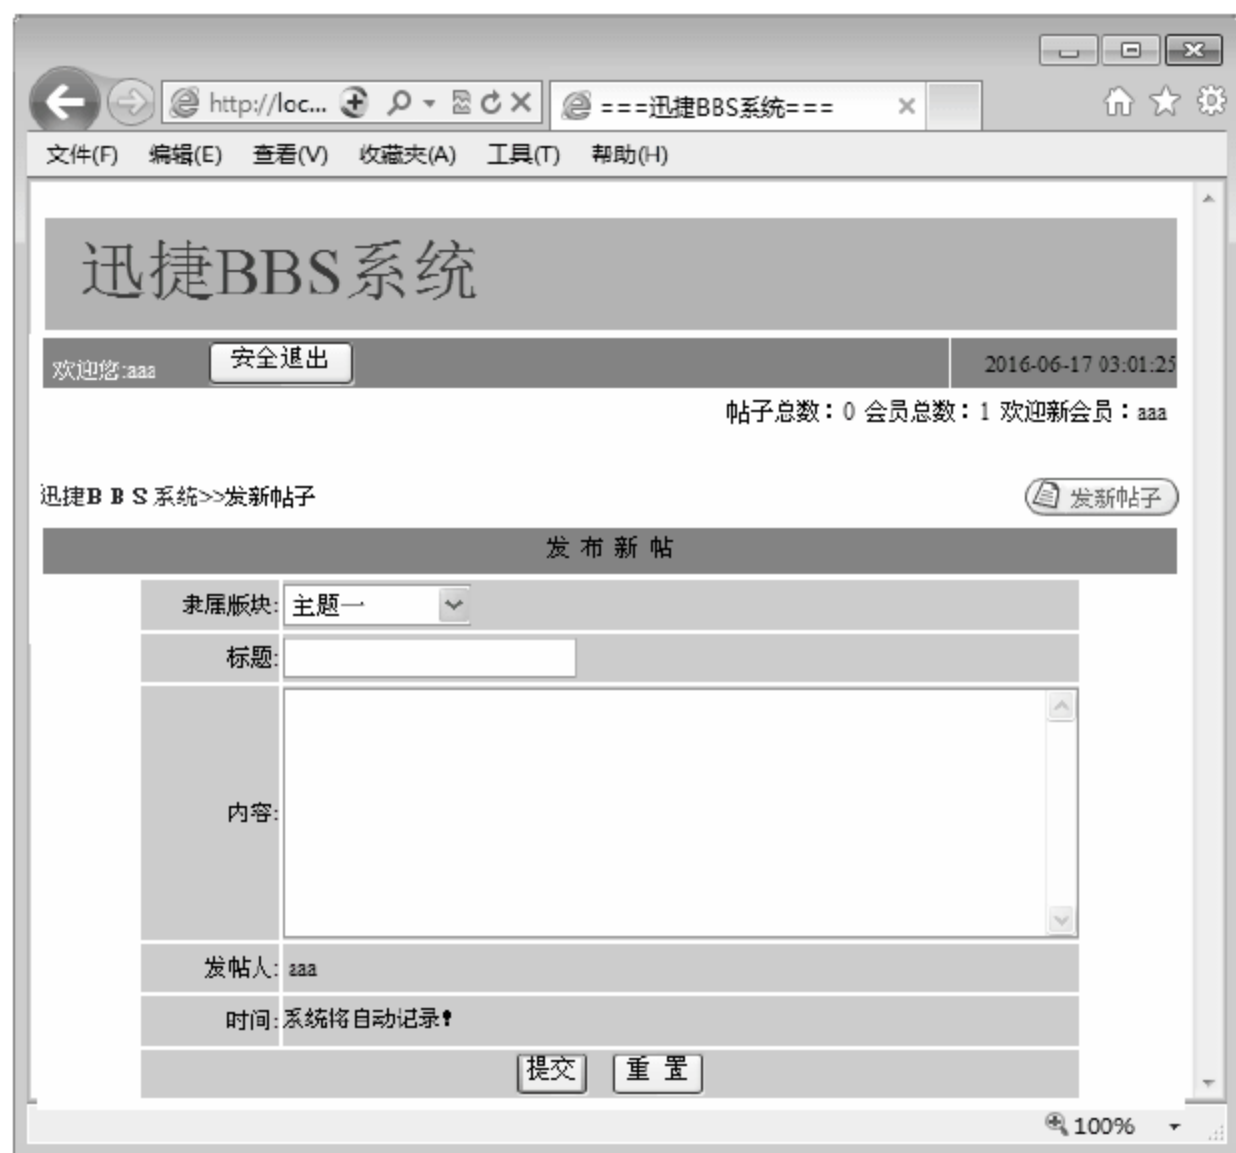 http://loc... ===迅捷BBS系统===
文件(F) 编辑(E) 查看(V) 收藏夹(A) 工具(T) 帮助(H)
迅捷BBS系统
欢迎您:aaa 安全退出 2016-06-17 03:01:25
帖子总数：0 会员总数：1 欢迎新会员：aaa
迅捷B B S 系统>>发新帖子 发新帖子
发 布 新 帖
隶属版块: 主题一
标题:
内容:
发帖人: aaa
时间: 系统将自动记录!
提交 重 置
100%